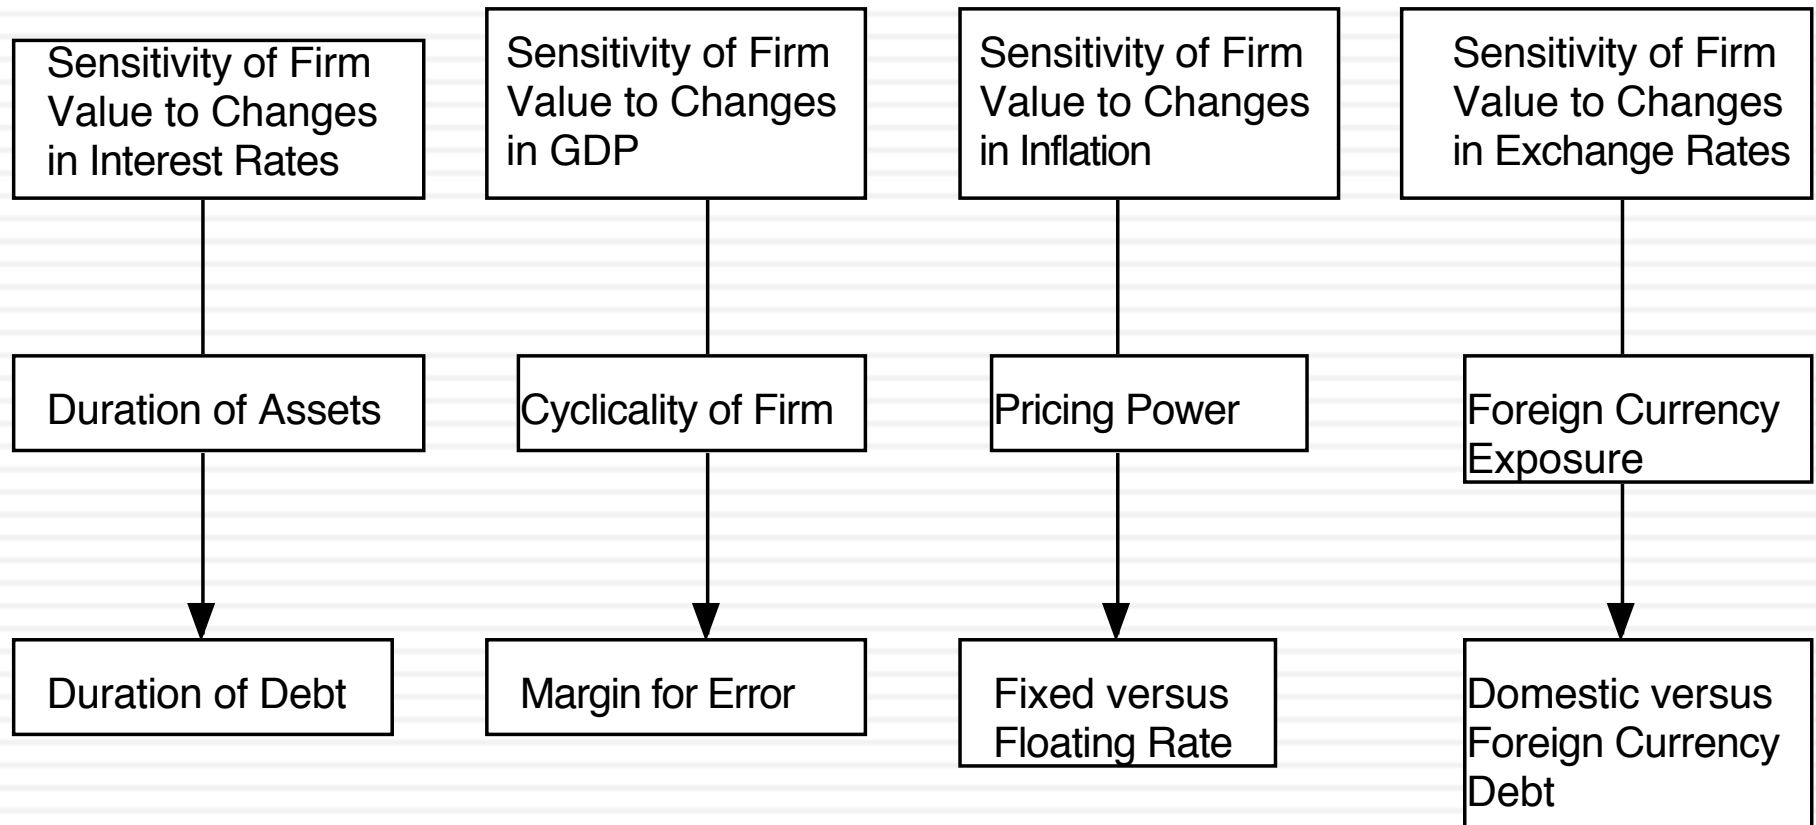 Sensitivity of Firm
Value to Changes
in Interest Rates
Sensitivity of Firm
Value to Changes
in GDP
Sensitivity of Firm
Value to Changes
in Inflation
Sensitivity of Firm
Value to Changes
in Exchange Rates
Duration of Assets
Cyclicality of Firm
Pricing Power
Foreign Currency
Exposure
Duration of Debt
Margin for Error
Fixed versus
Floating Rate
Domestic versus
Foreign Currency
Debt